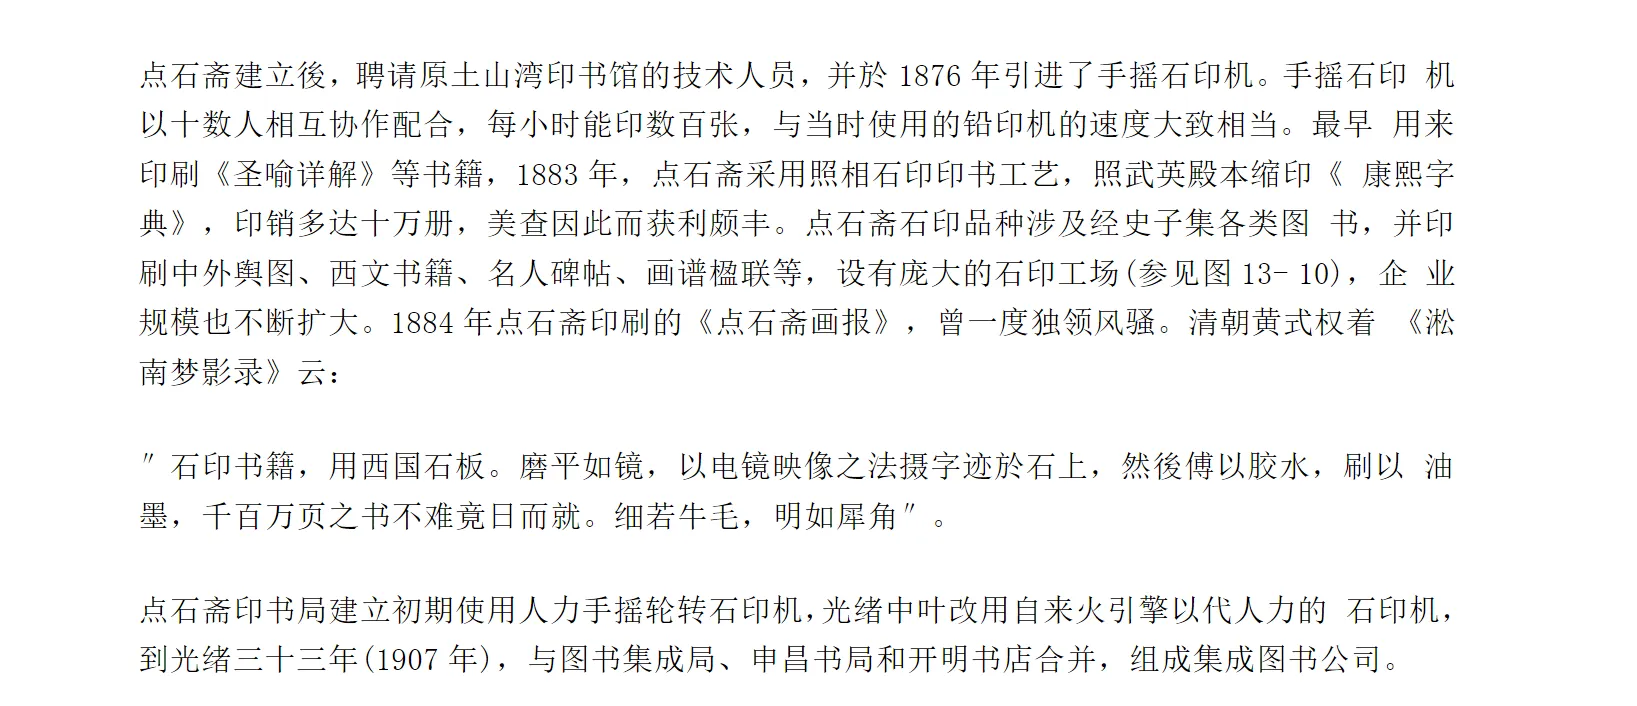 点石斋建立後，聘请原土山湾印书馆的技术人员，并於 1876 年引进了手摇石印机。手摇石印 机
以十数人相互协作配合，每小时能印数百张，与当时使用的铅印机的速度大致相当。最早 用来
印刷《圣喻详解》等书籍，1883 年，点石斋采用照相石印印书工艺，照武英殿本缩印《 康熙字
典》，印销多达十万册，美查因此而获利颇丰。点石斋石印品种涉及经史子集各类图 书，并印
刷中外舆图、西文书籍、名人碑帖、画谱楹联等，设有庞大的石印工场(参见图 13- 10)，企 业
规模也不断扩大。1884 年点石斋印刷的《点石斋画报》，曾一度独领风骚。清朝黄式权着 《淞
南梦影录》云：
″石印书籍，用西国石板。磨平如镜，以电镜映像之法摄字迹於石上，然後傅以胶水，刷以 油
墨，千百万页之书不难竟日而就。细若牛毛，明如犀角″。
点石斋印书局建立初期使用人力手摇轮转石印机，光绪中叶改用自来火引擎以代人力的 石印机，
到光绪三十三年(1907 年)，与图书集成局、申昌书局和开明书店合并，组成集成图书公司。